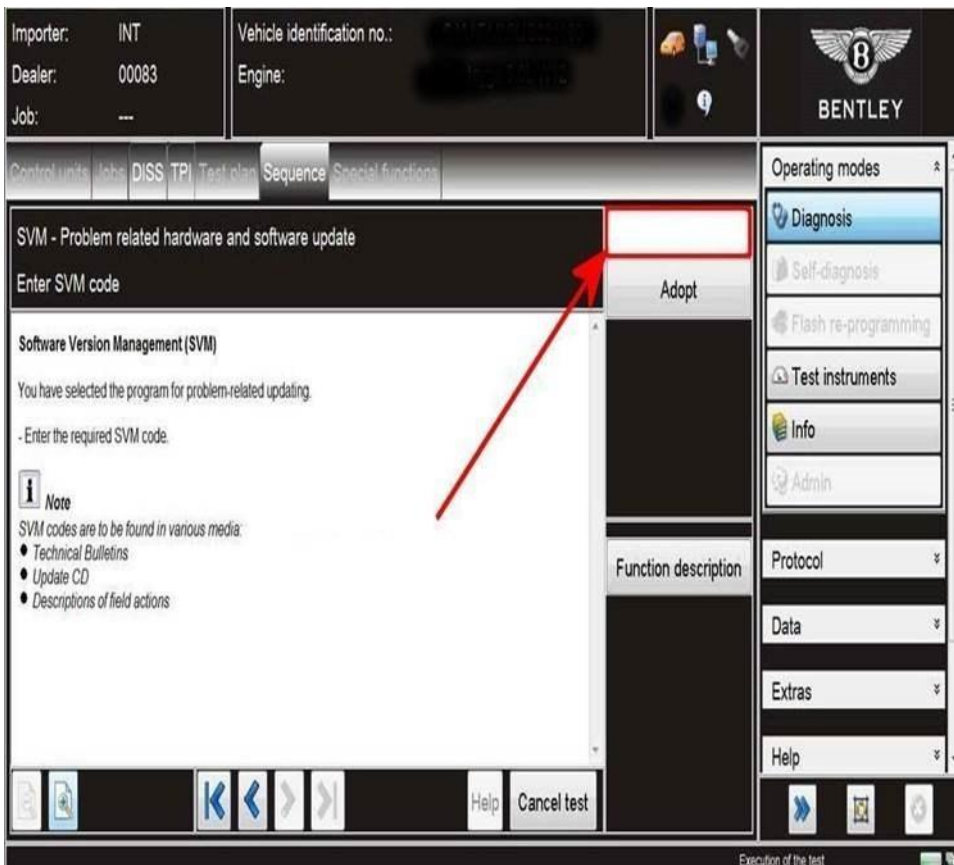 Importer: INT
Dealer: 00083
Job: ---
Vehicle identification no.:
Engine:
BENTLEY
Control units Jobs DISS TPI Test plan Sequence Special functions
SVM - Problem related hardware and software update
Enter SVM code
Adopt
Software Version Management (SVM)
You have selected the program for problem-related updating.
- Enter the required SVM code.
i Note
SVM codes are to be found in various media:
● Technical Bulletins
● Update CD
● Descriptions of field actions
Function description
Help
Cancel test
Operating modes
Diagnosis
Self-diagnosis
Flash re-programming
Test instruments
Info
Admin
Protocol
Data
Extras
Help
Execution of the test